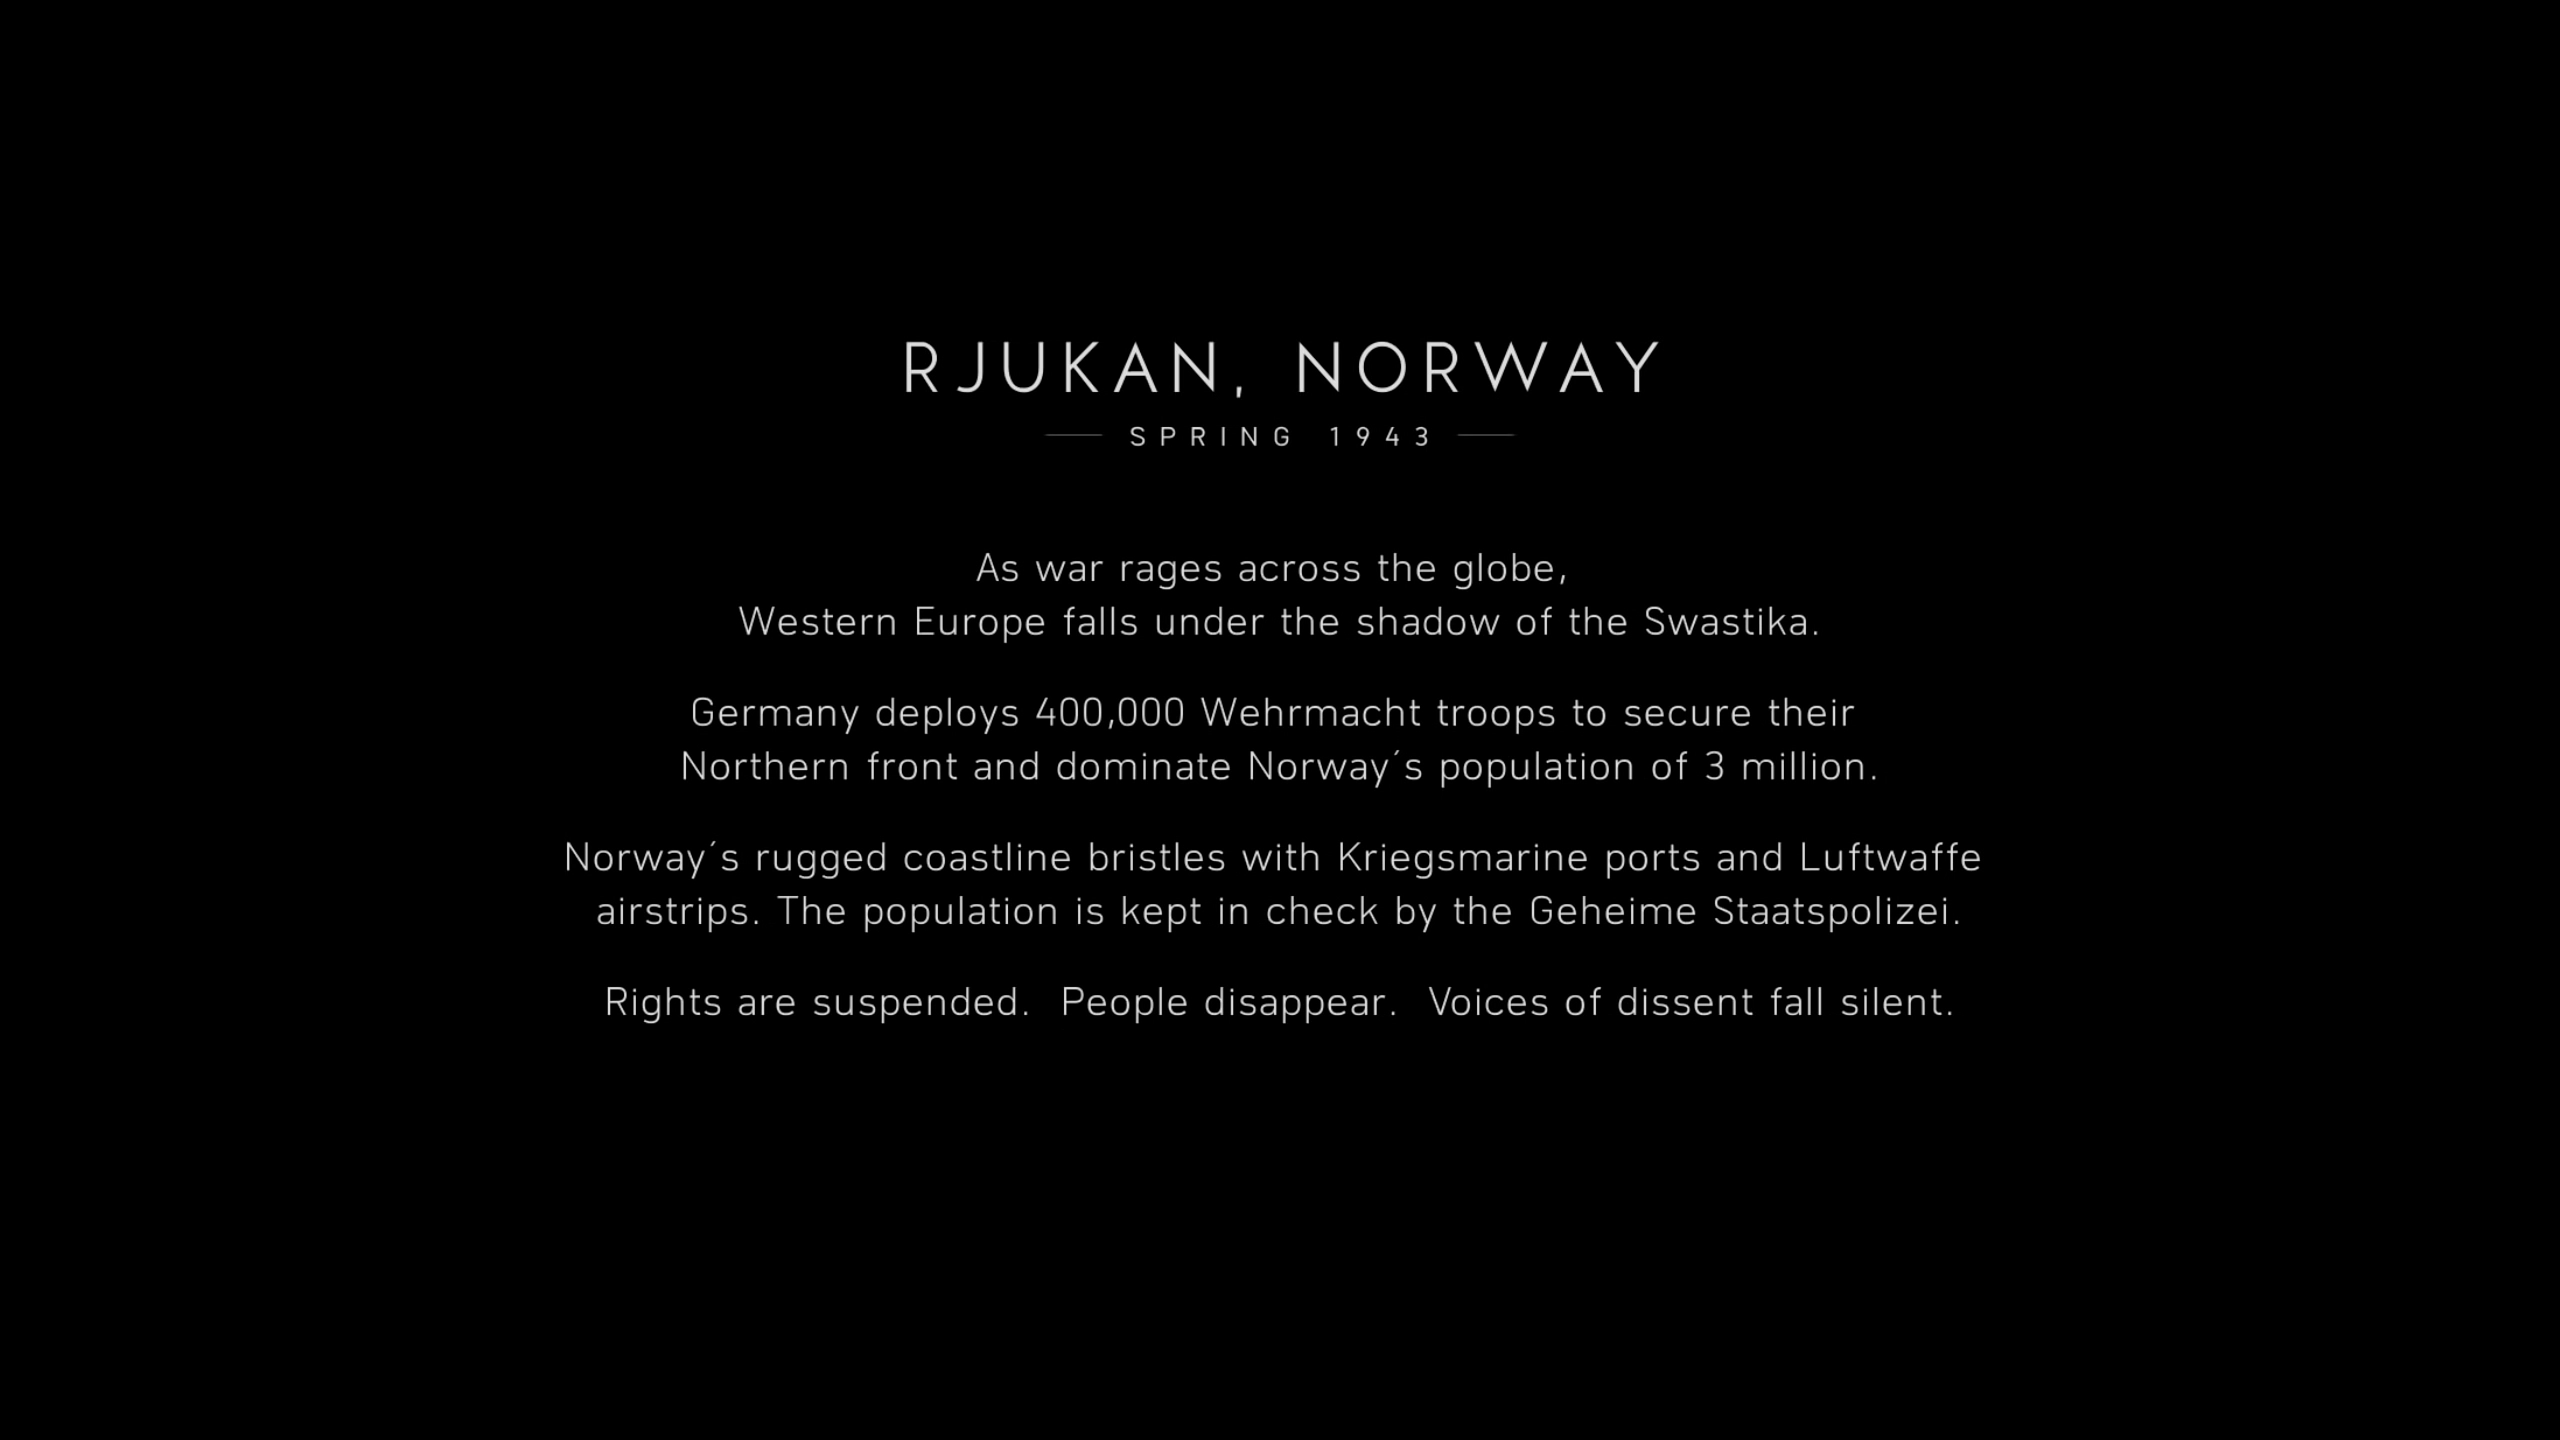 RJUKAN, NORWAY
SPRING 1943
As war rages across the globe,
Western Europe falls under the shadow of the Swastika.
Germany deploys 400,000 Wehrmacht troops to secure their
Northern front and dominate Norway´s population of 3 million.
Norway´s rugged coastline bristles with Kriegsmarine ports and Luftwaffe
airstrips. The population is kept in check by the Geheime Staatspolizei.
Rights are suspended.  People disappear.  Voices of dissent fall silent.